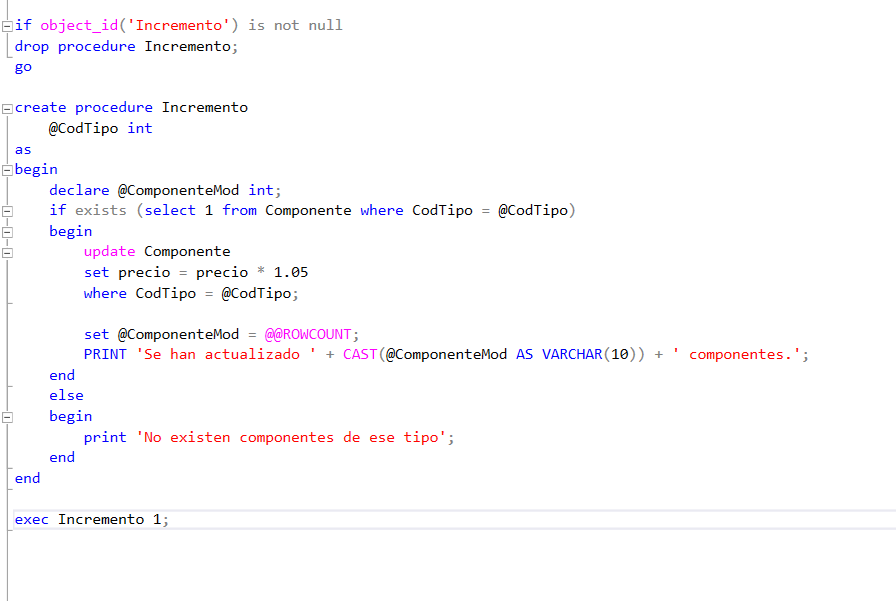 if object_id('Incremento') is not null
drop procedure Incremento;
go
create procedure Incremento
@CodTipo int
as
begin
declare @ComponenteMod int;
if exists (select 1 from Componente where CodTipo = @CodTipo)
begin
update Componente
set precio = precio * 1.05
where CodTipo = @CodTipo;
set @ComponenteMod = @@ROWCOUNT;
PRINT 'Se han actualizado ' + CAST(@ComponenteMod AS VARCHAR(10)) + ' componentes.';
end
else
begin
print 'No existen componentes de ese tipo';
end
end
exec Incremento 1;